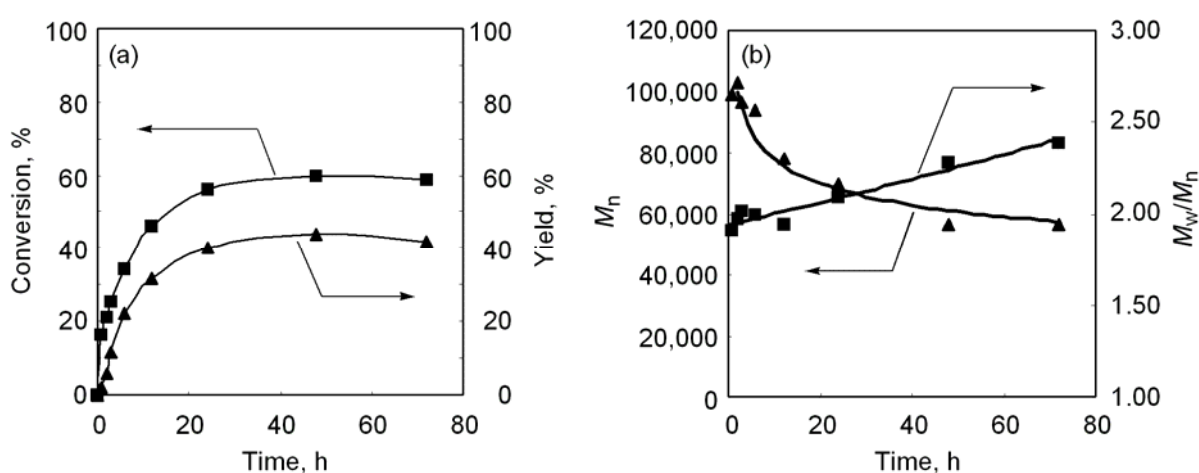 (a)
100
80
60
40
20
0
Conversion, %
100
80
60
40
20
0
Yield, %
0 20 40 60 80
Time, h
(b)
120,000
100,000
80,000
60,000
40,000
20,000
0
Mn
3.00
2.50
2.00
1.50
1.00
Mw/Mn
0 20 40 60 80
Time, h